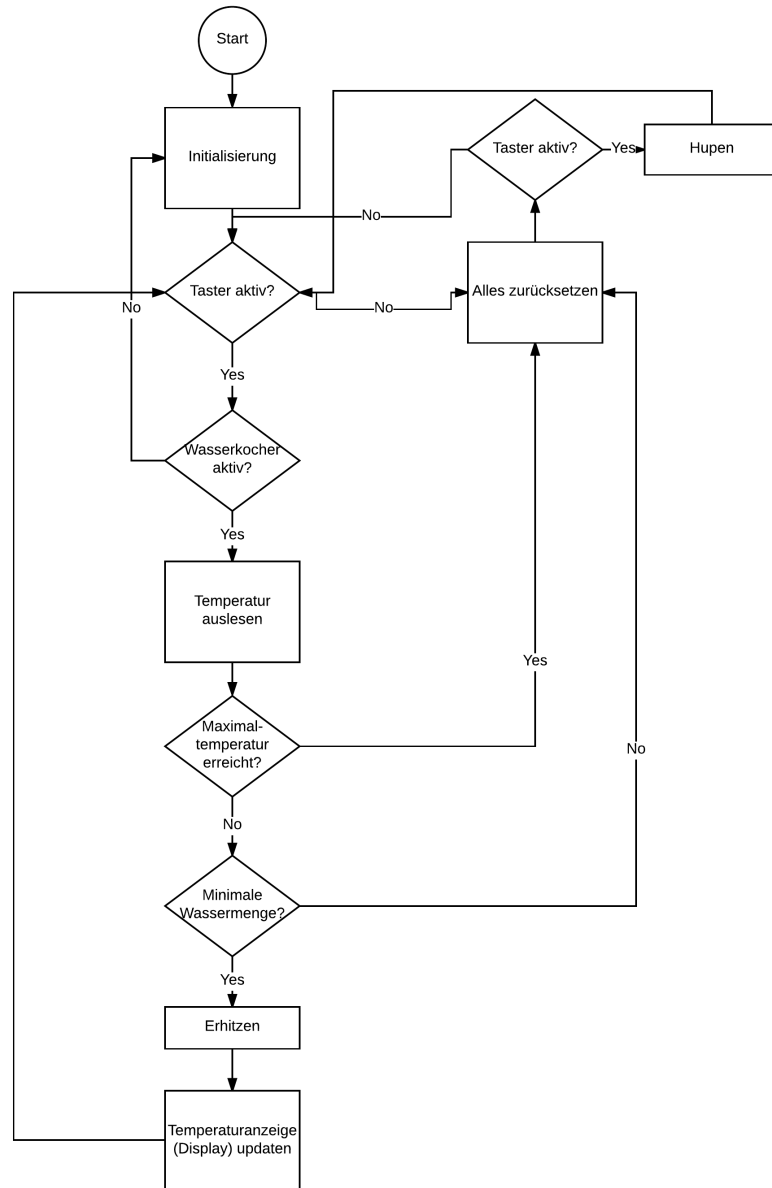 Start
Initialisierung
Taster aktiv?
Yes
Hupen
No
Taster aktiv?
No
Alles zurücksetzen
No
Yes
Wasserkocher
aktiv?
Yes
Temperatur
auslesen
Yes
Maximal-
temperatur
erreicht?
No
No
Minimale
Wassermenge?
Yes
Erhitzen
Temperaturanzeige
(Display) updaten